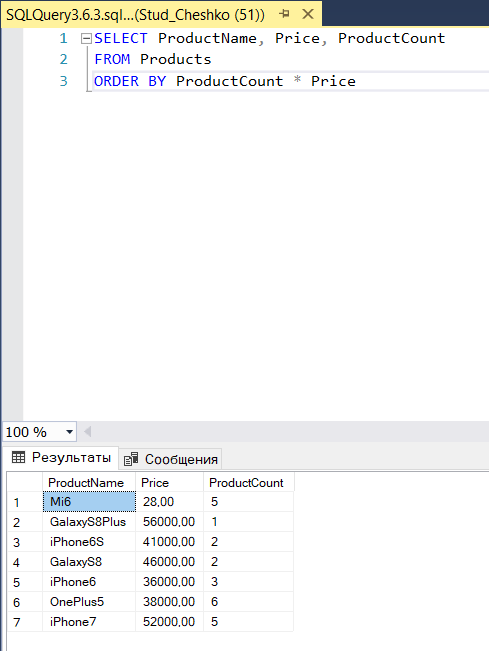 SQLQuery3.6.3.sql...(Stud_Cheshko (51))
1 SELECT ProductName, Price, ProductCount
2 FROM Products
3 ORDER BY ProductCount * Price
100 %
Результаты Сообщения
ProductName Price ProductCount
1 Mi6 28,00 5
2 GalaxyS8Plus 56000,00 1
3 iPhone6S 41000,00 2
4 GalaxyS8 46000,00 2
5 iPhone6 36000,00 3
6 OnePlus5 38000,00 6
7 iPhone7 52000,00 5